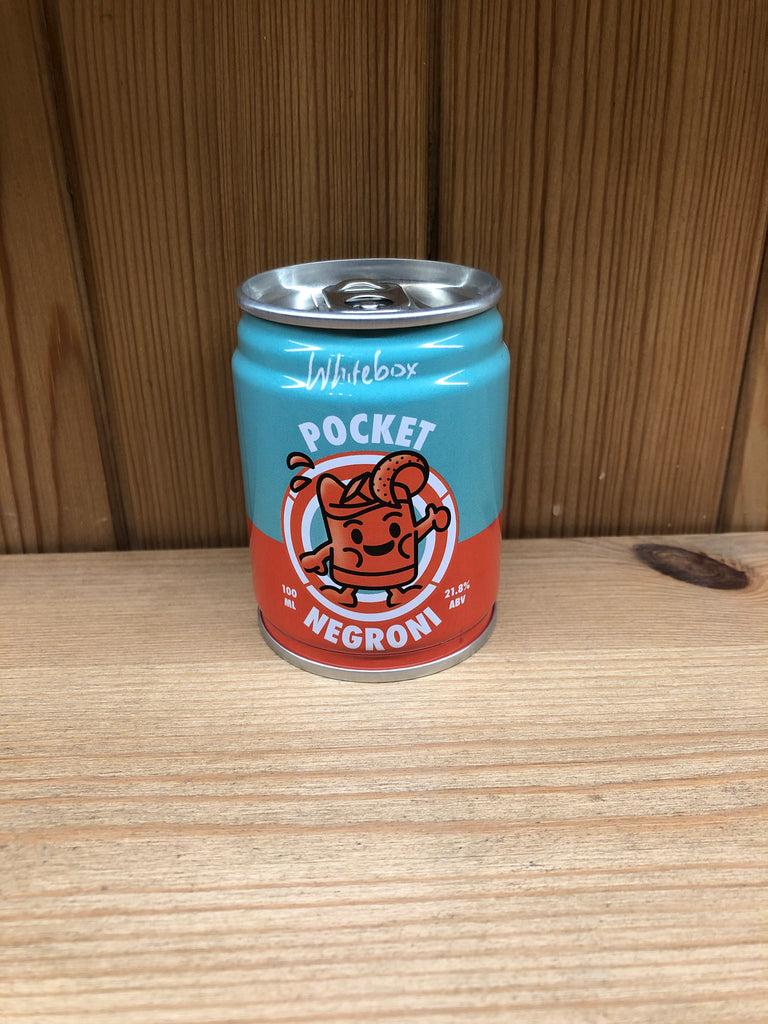 Whitebox
POCKET
100
ML
21.8%
ABV
NEGRONI